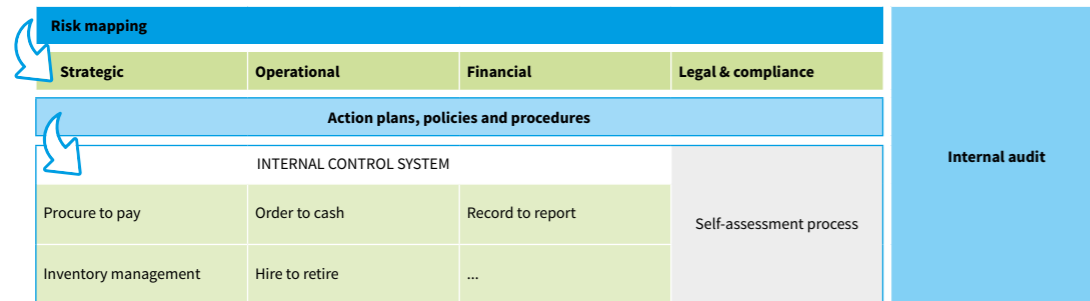 Risk mapping
Strategic
Operational
Financial
Legal & compliance
Action plans, policies and procedures
INTERNAL CONTROL SYSTEM
Procure to pay
Order to cash
Record to report
Self-assessment process
Inventory management
Hire to retire
...
Internal audit